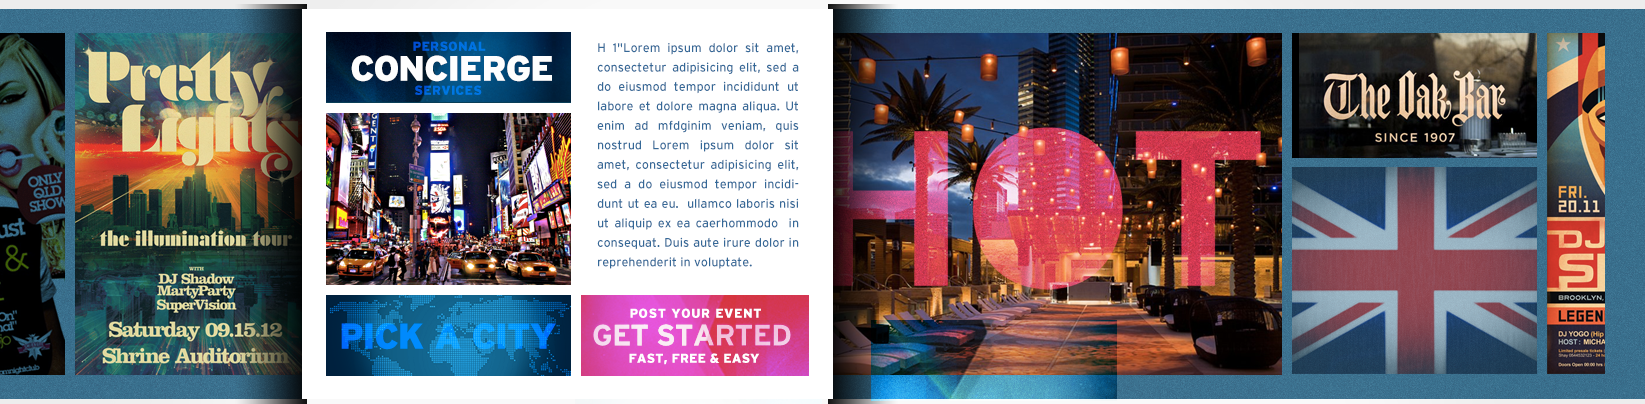 ONLY
OLD
SHOW
ust
&
Pretty
Lights
the illumination tour
WITH
DJ Shadow
MartyParty
SuperVision
Saturday 09.15.12
Shrine Auditorium
PERSONAL
CONCIERGE
SERVICES
PICK A CITY
H 1"Lorem ipsum dolor sit amet,
consectetur adipisicing elit, sed a
do eiusmod tempor incididunt ut
labore et dolore magna aliqua. Ut
enim ad mfdginim veniam, quis
nostrud Lorem ipsum dolor sit
amet, consectetur adipisicing elit,
sed a do eiusmod tempor incidi-
dunt ut ea eu. ullamco laboris nisi
ut aliquip ex ea caerhommodo in
consequat. Duis aute irure dolor in
reprehenderit in voluptate.
POST YOUR EVENT
GET STARTED
FAST, FREE & EASY
HOT
The Oak Bar
SINCE 1907
FRI.
20.11
DJ
SI
BROOKLYN,
LEGEN
DJ YOGO (Hip
HOST: MICHA